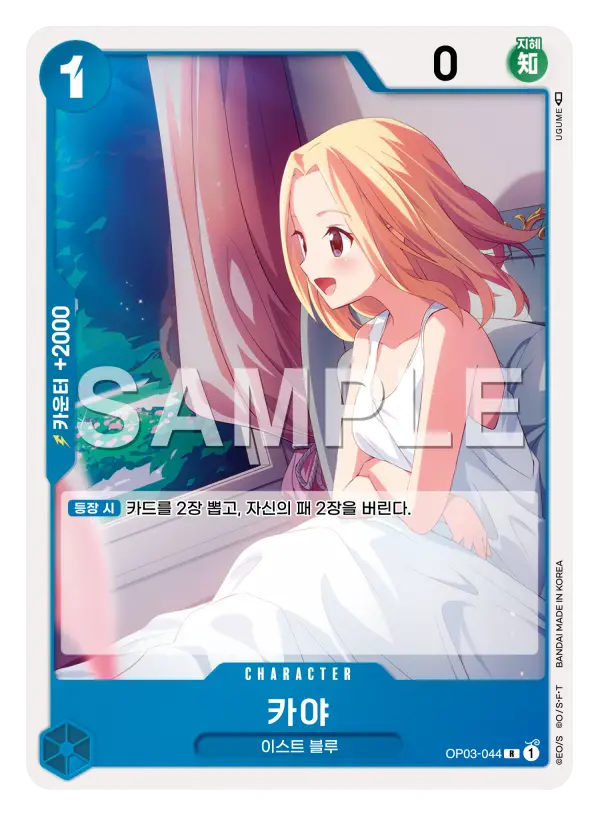 1
0
지혜
知
UGUME
⚡카운터 +2000
SAMPLE
등장 시 카드를 2장 뽑고, 자신의 패 2장을 버린다.
BANDAI MADE IN KOREA
©EO/S ©O/S·F·T
CHARACTER
카야
이스트 블루
OP03-044 R 1